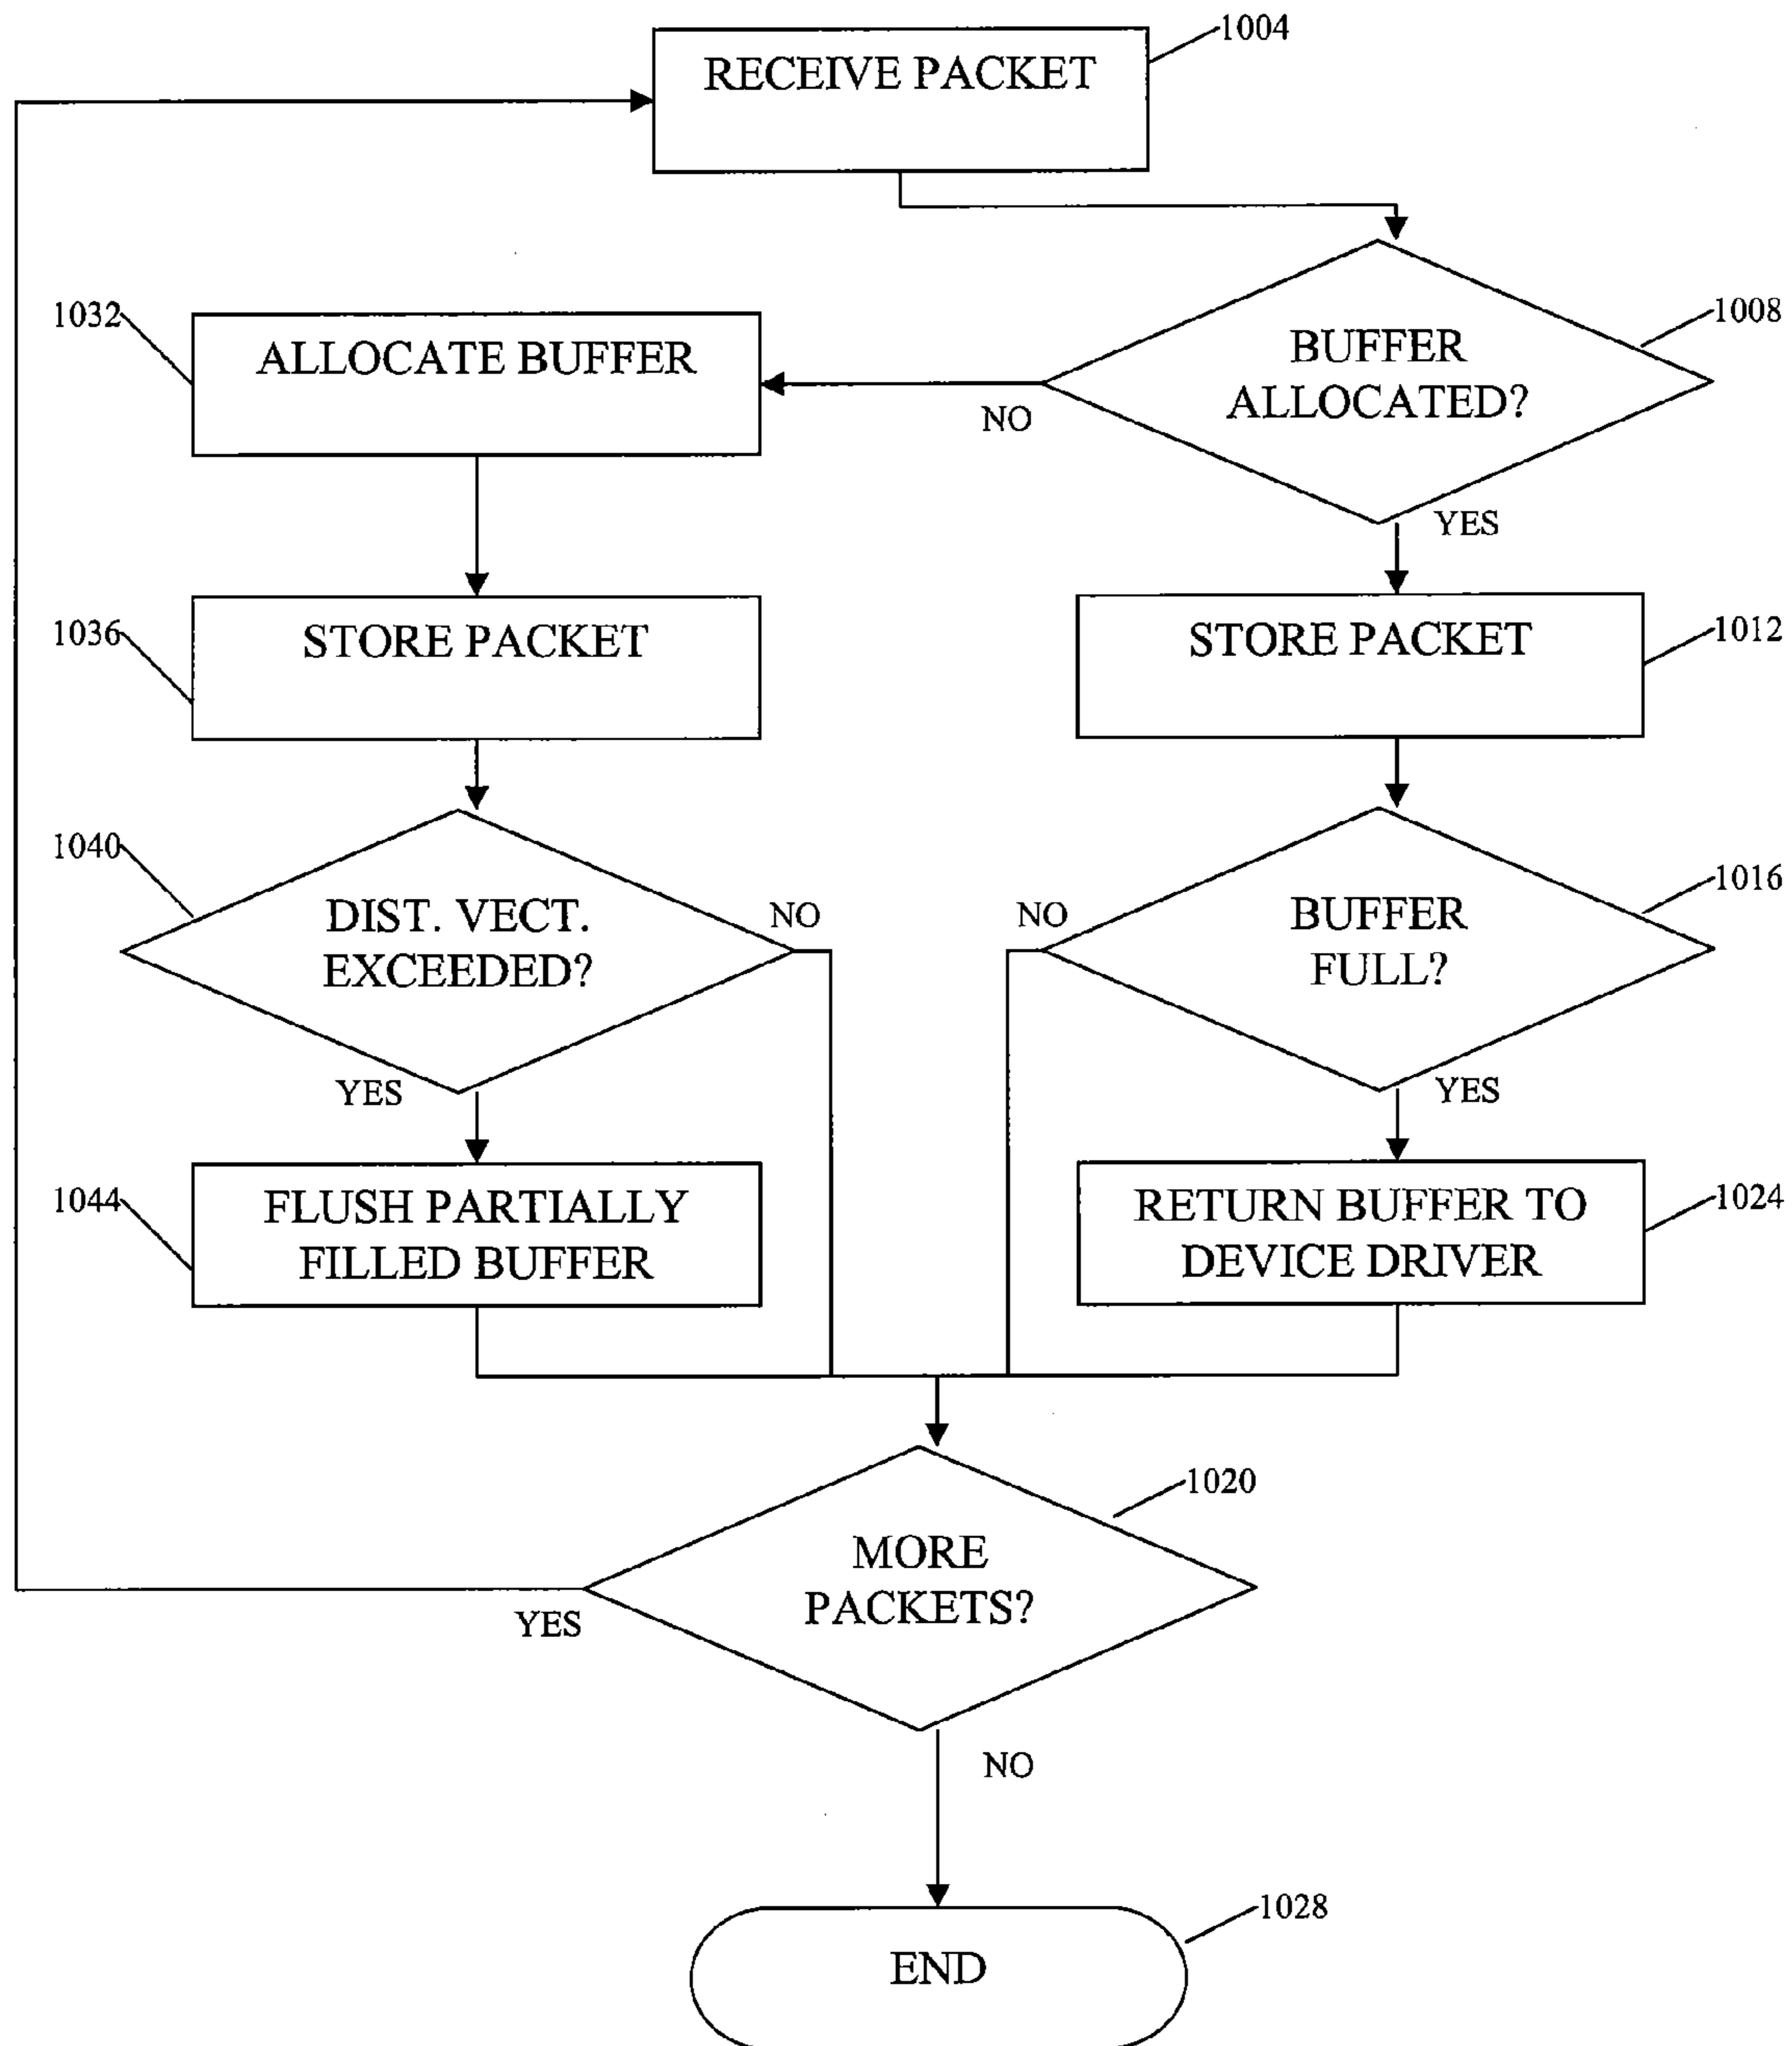 1004
RECEIVE PACKET
1032
ALLOCATE BUFFER
1008
BUFFER
ALLOCATED?
NO
YES
1036
STORE PACKET
1012
STORE PACKET
1040
DIST. VECT.
EXCEEDED?
NO
YES
1016
BUFFER
FULL?
NO
YES
1044
FLUSH PARTIALLY
FILLED BUFFER
1024
RETURN BUFFER TO
DEVICE DRIVER
1020
MORE
PACKETS?
YES
NO
1028
END